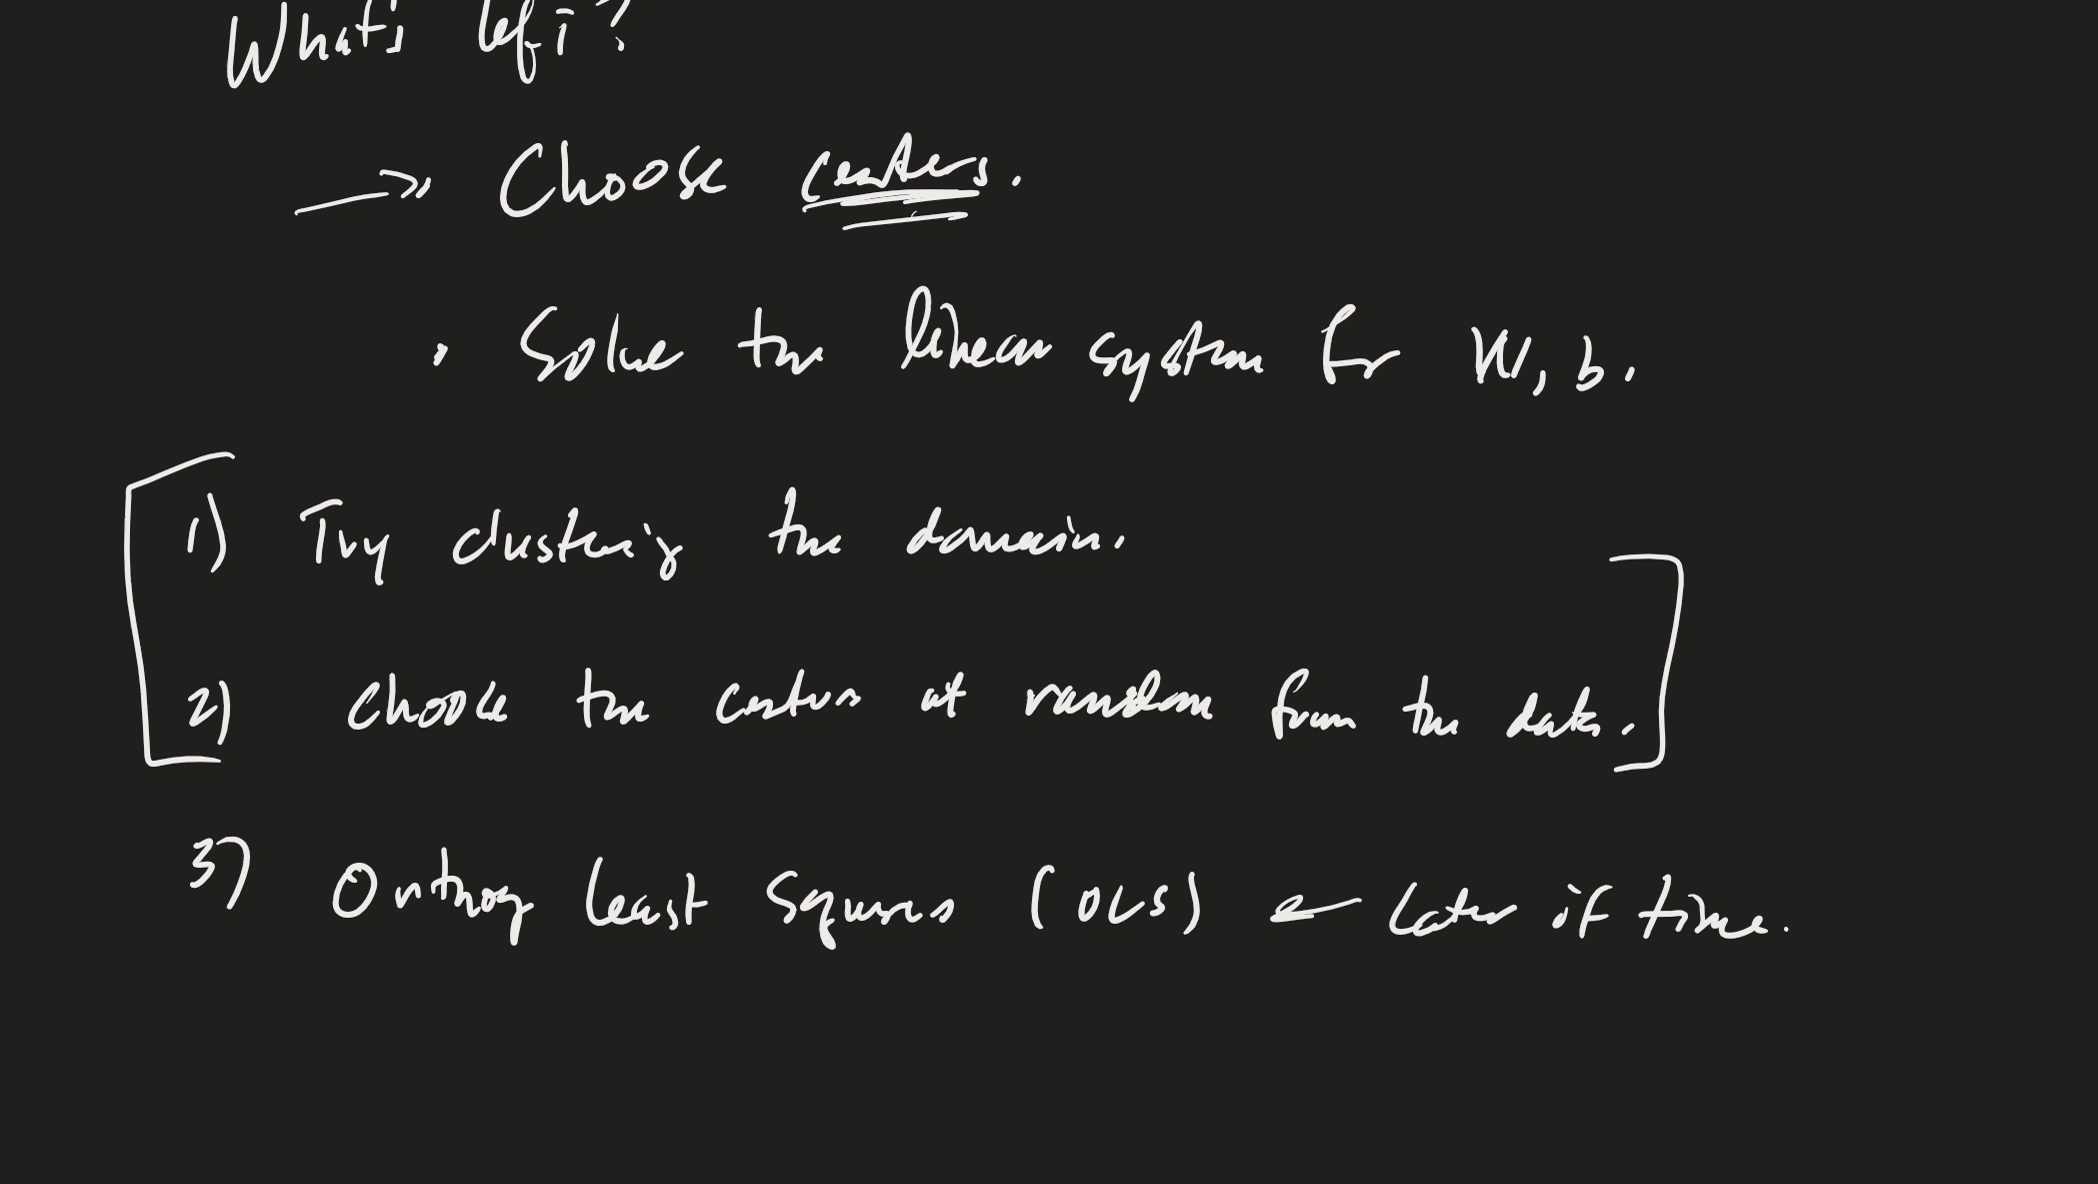 What's left?
→ Choose centers.
· Solve the linear system for W, b.
1) Try clustering the domain.
2) Choose the centers at random from the data.
3) Orthog least squares (OLS) ← Later if time.